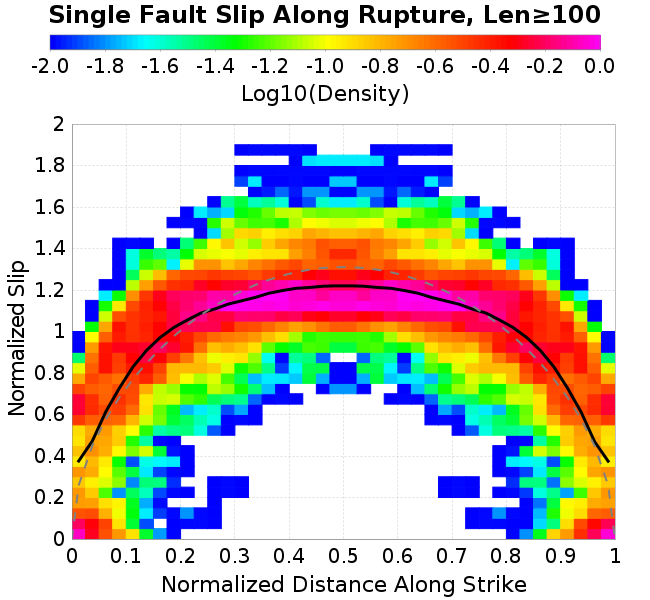 Single Fault Slip Along Rupture, Len≥100
-2.0 -1.8 -1.6 -1.4 -1.2 -1.0 -0.8 -0.6 -0.4 -0.2 0.0
Log10(Density)
2
1.8
1.6
1.4
1.2
1
0.8
0.6
0.4
0.2
0
Normalized Slip
0 0.1 0.2 0.3 0.4 0.5 0.6 0.7 0.8 0.9 1
Normalized Distance Along Strike